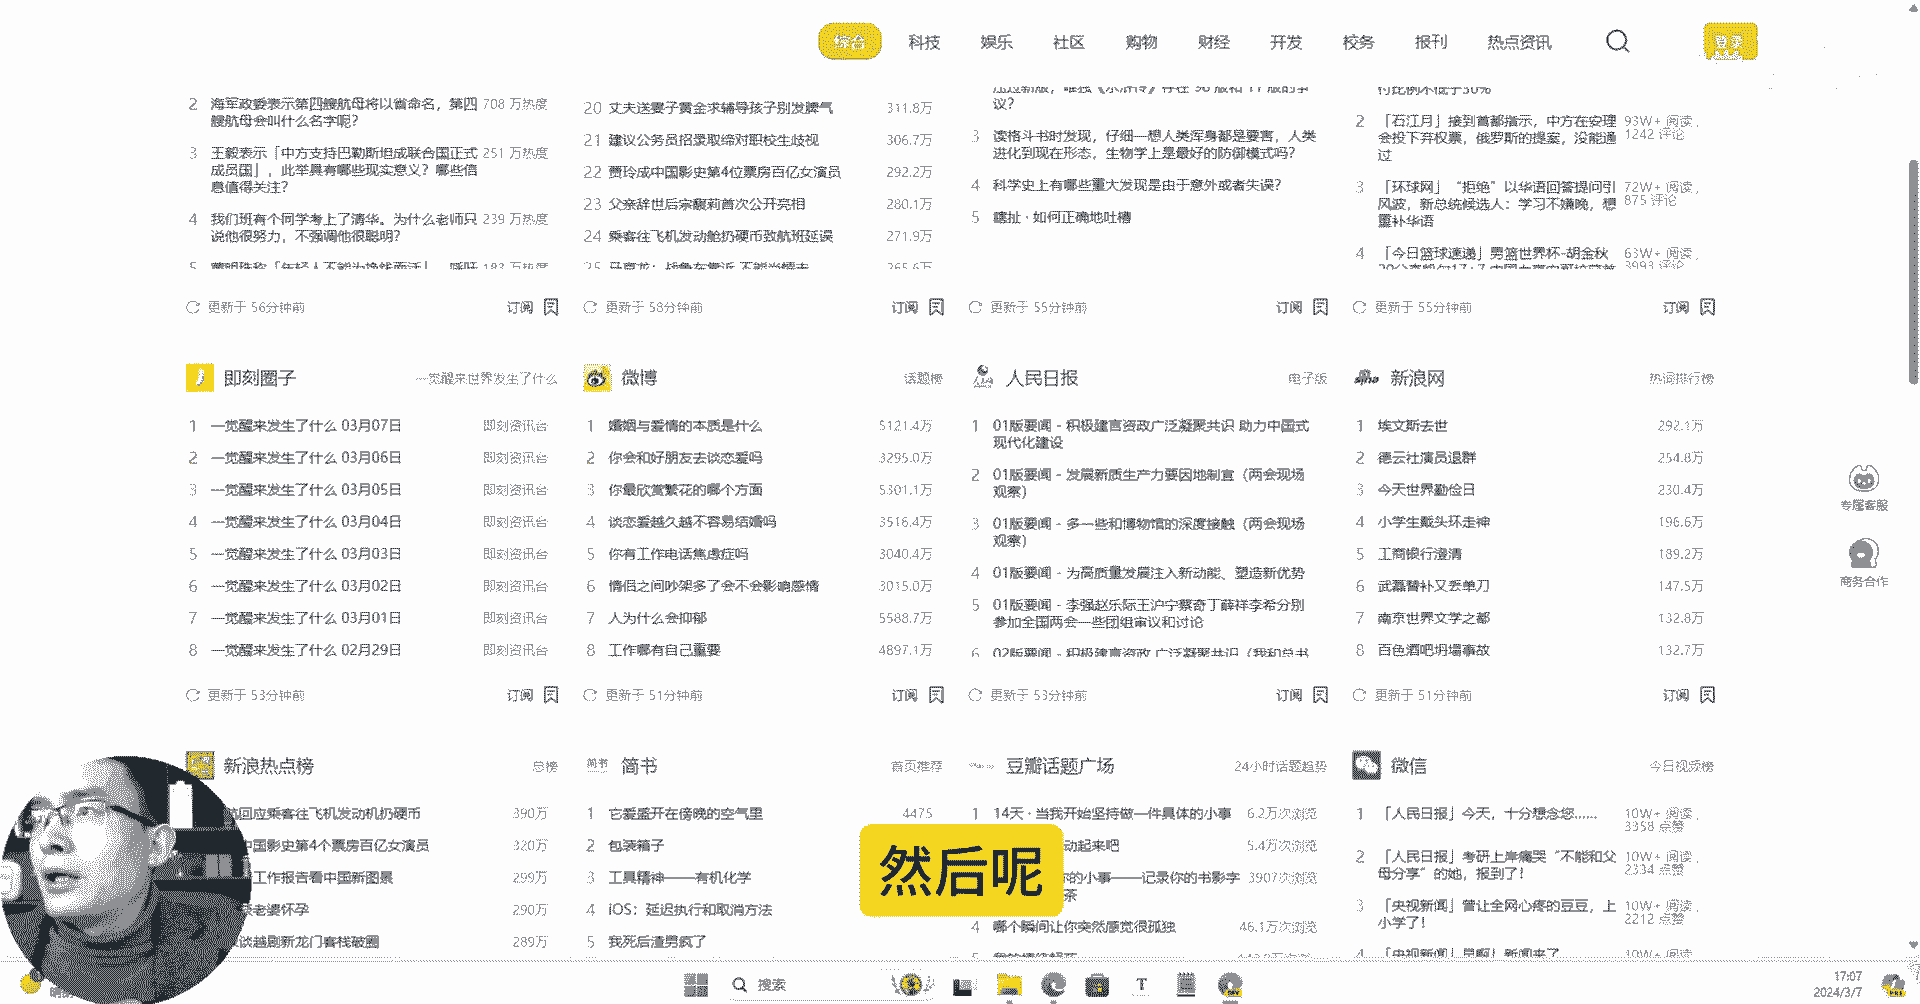 综合 科技 娱乐 社区 购物 财经 开发 校务 报刊 热点资讯 登录
2 海军政委表示第四艘航母将以省命名，第四 708 万热度
艘航母会叫什么名字呢？
3 王毅表示「中方支持巴勒斯坦成联合国正式 251 万热度
成员国」，此举具有哪些现实意义？哪些信
息值得关注？
4 我们班有个同学考上了清华。为什么老师只 239 万热度
说他很努力，不强调他很聪明？
更新于 56分钟前 订阅
20 丈夫送妻子黄金求辅导孩子别发脾气 311.8万
21 建议公务员招录取缔对职校生歧视 306.7万
22 贾玲成中国影史第4位票房百亿女演员 292.2万
23 父亲辞世后宗馥莉首次公开亮相 280.1万
24 乘客往飞机发动舱扔硬币致航班延误 271.9万
更新于 58分钟前 订阅
议？
3 读格斗书时发现，仔细一想人类浑身都是要害，人类
进化到现在形态，生物学上是最好的防御模式吗？
4 科学史上有哪些重大发现是由于意外或者失误？
5 瞎扯 · 如何正确地吐槽
更新于 55分钟前 订阅
2 「石江月」接到首都指示，中方在安理 93W+ 阅读，
会投下弃权票，俄罗斯的提案，没能通 1242 评论
过
3 「环球网」“拒绝”以华语回答提问引 72W+ 阅读，
风波，新总统候选人：学习不嫌晚，想 875 评论
重补华语
4 「今日篮球速递」男篮世界杯-胡金秋 63W+ 阅读，
更新于 55分钟前 订阅
即刻圈子 一觉醒来世界发生了什么
1 一觉醒来发生了什么 03月07日 即刻资讯台
2 一觉醒来发生了什么 03月06日 即刻资讯台
3 一觉醒来发生了什么 03月05日 即刻资讯台
4 一觉醒来发生了什么 03月04日 即刻资讯台
5 一觉醒来发生了什么 03月03日 即刻资讯台
6 一觉醒来发生了什么 03月02日 即刻资讯台
7 一觉醒来发生了什么 03月01日 即刻资讯台
8 一觉醒来发生了什么 02月29日 即刻资讯台
更新于 53分钟前 订阅
微博 话题榜
1 婚姻与爱情的本质是什么 5121.4万
2 你会和好朋友去谈恋爱吗 3295.0万
3 你最欣赏繁花的哪个方面 5301.1万
4 谈恋爱越久越不容易结婚吗 3516.4万
5 你有工作电话焦虑症吗 3040.4万
6 情侣之间吵架多了会不会影响感情 3015.0万
7 人为什么会抑郁 5588.7万
8 工作哪有自己重要 4897.1万
更新于 51分钟前 订阅
人民日报 电子版
1 01版要闻 - 积极建言资政广泛凝聚共识 助力中国式
现代化建设
2 01版要闻 - 发展新质生产力要因地制宜（两会现场
观察）
3 01版要闻 - 多一些和博物馆的深度接触（两会现场
观察）
4 01版要闻 - 为高质量发展注入新动能、塑造新优势
5 01版要闻 - 李强赵乐际王沪宁蔡奇丁薛祥李希分别
参加全国两会一些团组审议和讨论
6 02版要闻 - 积极建言资政 广泛凝聚共识（我和总书
更新于 53分钟前 订阅
sina 新浪网 热词排行榜
1 埃文斯去世 292.1万
2 德云社演员退群 254.8万
3 今天世界勤俭日 230.4万
4 小学生戴头环走神 196.6万
5 工商银行澄清 189.2万
6 武磊替补又丢单刀 147.5万
7 南京世界文学之都 132.8万
8 百色酒吧坍塌事故 132.7万
更新于 51分钟前 订阅
专属客服
商务合作
新浪热点榜 总榜
航回应乘客往飞机发动机扔硬币 390万
中国影史第4个票房百亿女演员 320万
工作报告看中国新图景 299万
老婆怀孕 290万
谈越剧新龙门客栈破圈 289万
简书 简书 首页推荐
1 它爱盛开在傍晚的空气里 4475
2 包装箱子
3 工具精神——有机化学
4 iOS：延迟执行和取消方法
5 我死后渣男疯了
豆瓣话题广场 24小时话题趋势
1 14天 · 当我开始坚持做一件具体的小事 6.2万次浏览
动起来吧 5.4万次浏览
你的小事——记录你的书影字 3907次浏览
茶
4 哪个瞬间让你突然感觉很孤独 46.1万次浏览
微信 今日视频榜
1 「人民日报」今天，十分想念您…… 10W+ 阅读，
3358 点赞
2 「人民日报」考研上岸痛哭“不能和父 10W+ 阅读，
母分享”的她，报到了！ 2334 点赞
3 「央视新闻」曾让全网心疼的豆豆，上 10W+ 阅读，
小学了！ 2212 点赞
然后呢
搜索
17:07
2024/3/7